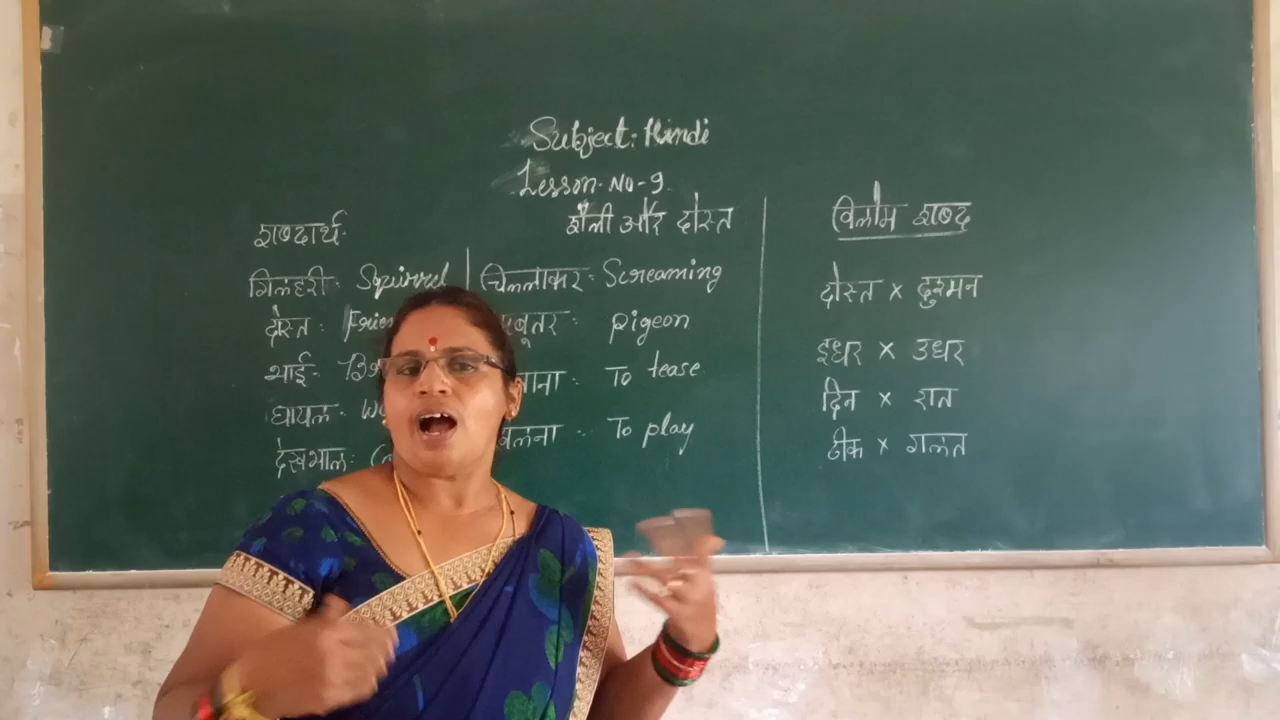 Subject: Hindi
Lesson No-9
शैली और दोस्त
शब्दार्थ
गिलहरी: Squirrel
दोस्त:
भाई:
घायल:
देखभाल:
चिल्लाकर: Screaming
pigeon
To tease
To play
विलोम शब्द
दोस्त x दुश्मन
इधर x उधर
दिन x रात
ठीक x गलत